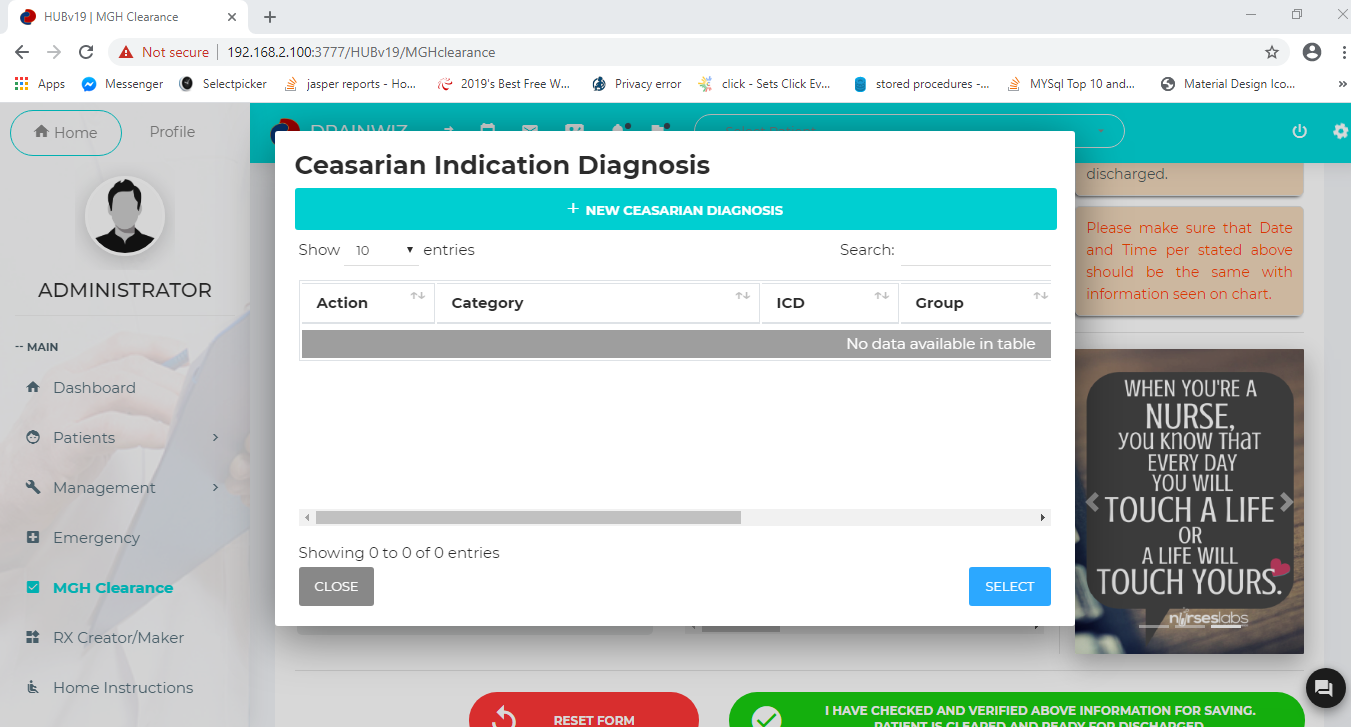 HUBv19 | MGH Clearance
Not secure | 192.168.2.100:3777/HUBv19/MGHclearance
Apps Messenger Selectpicker jasper reports - Ho... 2019's Best Free W... Privacy error click - Sets Click Ev... stored procedures -... MYSql Top 10 and... Material Design Ico... »
Home Profile
ADMINISTRATOR
-- MAIN
Dashboard
Patients
Management
Emergency
MGH Clearance
RX Creator/Maker
Home Instructions
Ceasarian Indication Diagnosis
+ NEW CEASARIAN DIAGNOSIS
Show 10 entries Search:
Action Category ICD Group
No data available in table
Showing 0 to 0 of 0 entries
CLOSE SELECT
discharged.
Please make sure that Date
and Time per stated above
should be the same with
information seen on chart.
WHEN YOU'RE A
NURSE,
YOU KNOW THAT
EVERY DAY
YOU WILL
TOUCH A LIFE
OR
A LIFE WILL
TOUCH YOURS.
nurseslabs
RESET FORM
I HAVE CHECKED AND VERIFIED ABOVE INFORMATION FOR SAVING.
PATIENT IS CLEARED AND READY FOR DISCHARGED